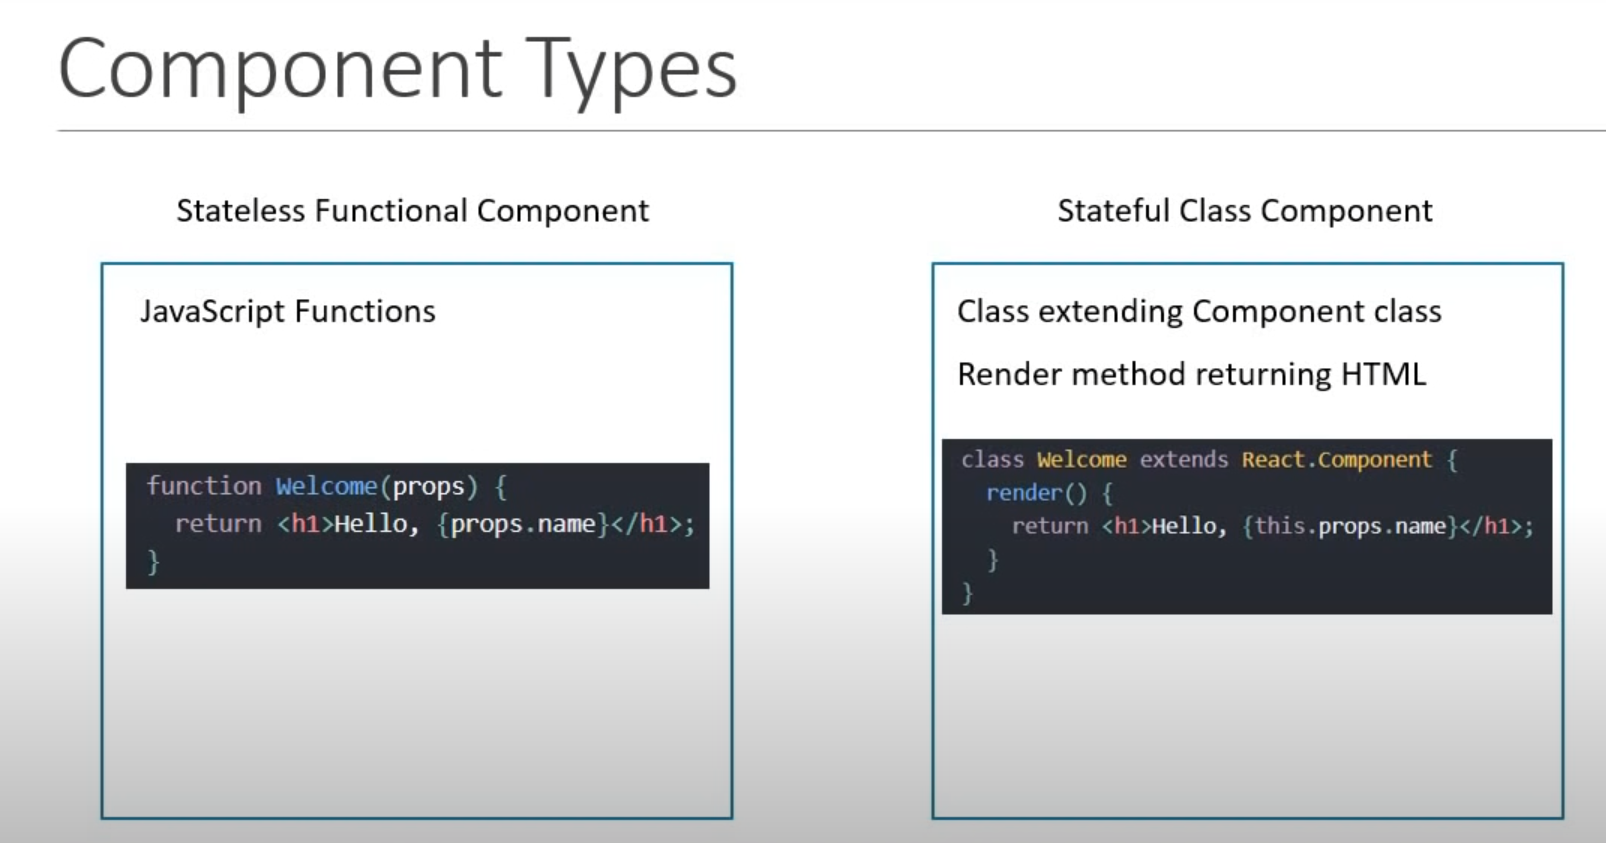 Component Types
Stateless Functional Component
JavaScript Functions
function Welcome(props) {
  return <h1>Hello, {props.name}</h1>;
}
Stateful Class Component
Class extending Component class
Render method returning HTML
class Welcome extends React.Component {
  render() {
    return <h1>Hello, {this.props.name}</h1>;
  }
}